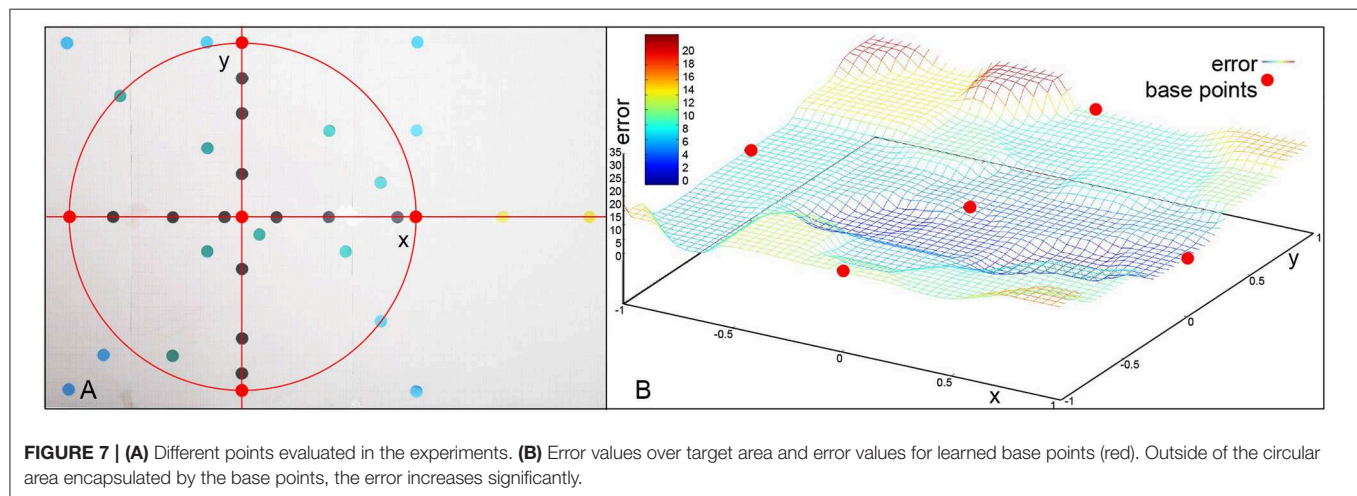 y
x
A
error
20
18
16
14
12
10
8
6
4
2
0
error
base points
35
30
25
20
15
10
5
0
-1
-0.5
0
0.5
1
x
-1
-0.5
0
0.5
1
y
B
FIGURE 7 | (A) Different points evaluated in the experiments. (B) Error values over target area and error values for learned base points (red). Outside of the circular
area encapsulated by the base points, the error increases significantly.